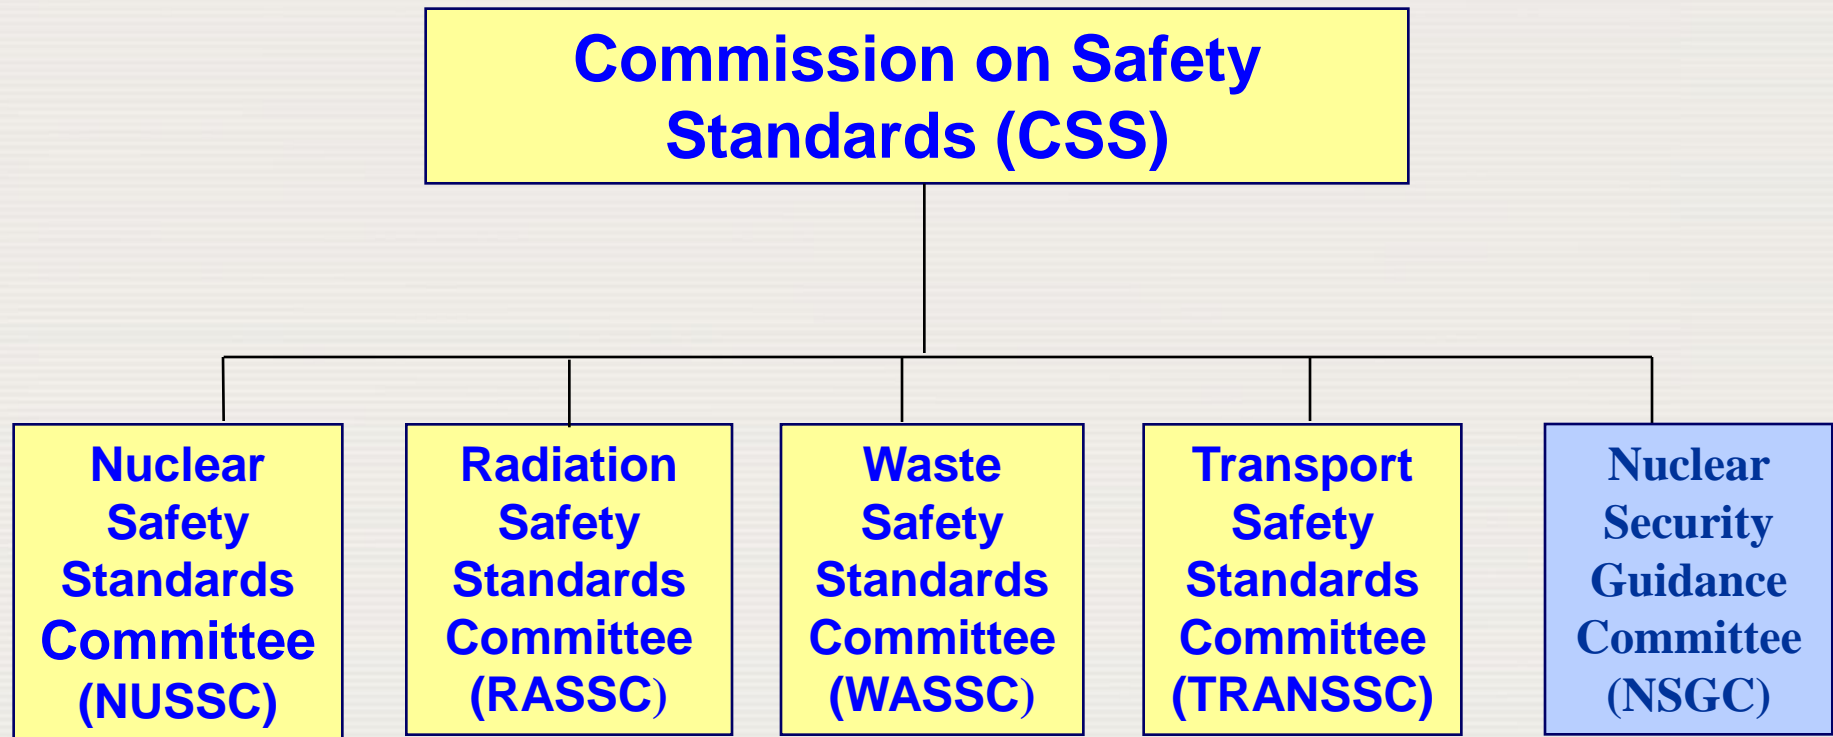 Commission on Safety
Standards (CSS)
Nuclear
Safety
Standards
Committee
(NUSSC)
Radiation
Safety
Standards
Committee
(RASSC)
Waste
Safety
Standards
Committee
(WASSC)
Transport
Safety
Standards
Committee
(TRANSSC)
Nuclear
Security
Guidance
Committee
(NSGC)